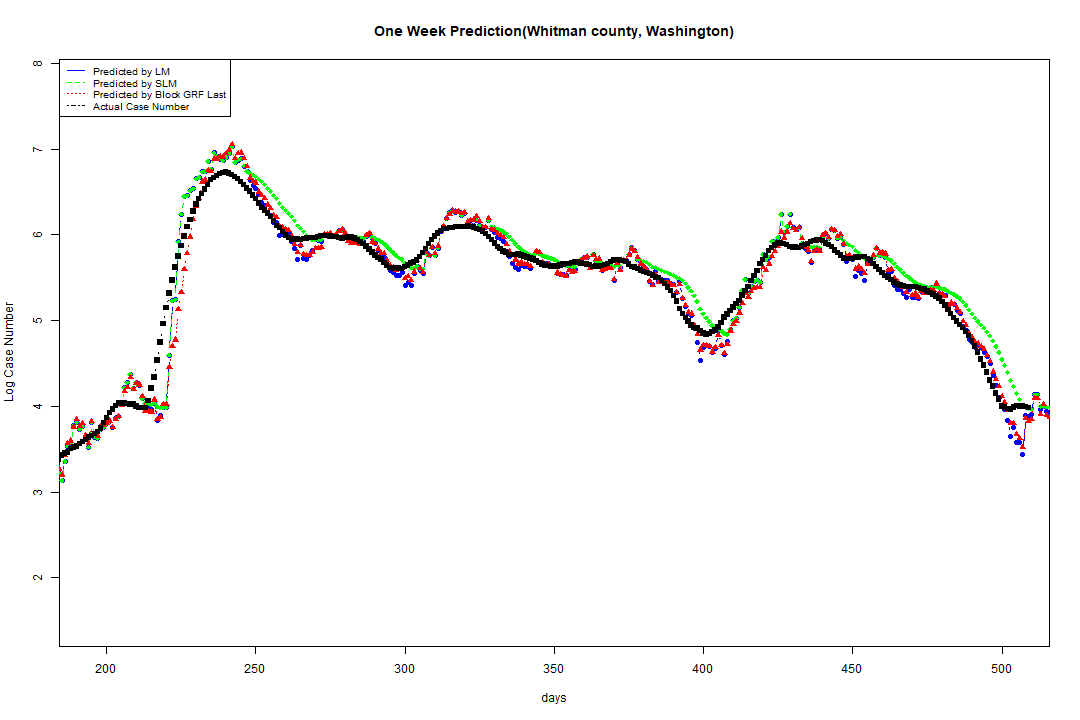 One Week Prediction(Whitman county, Washington)
Predicted by LM
Predicted by SLM
Predicted by Block GRF Last
Actual Case Number
Log Case Number
8
7
6
5
4
3
2
200 250 300 350 400 450 500
days